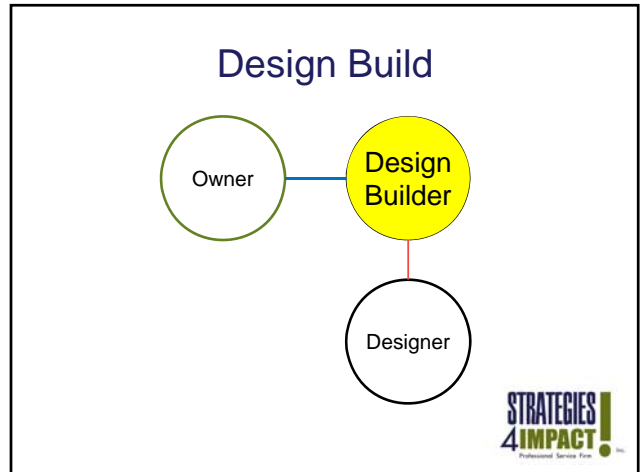 Design Build
Owner
Design
Builder
Designer
STRATEGIES
4IMPACT!
Professional Service Firm
Inc.